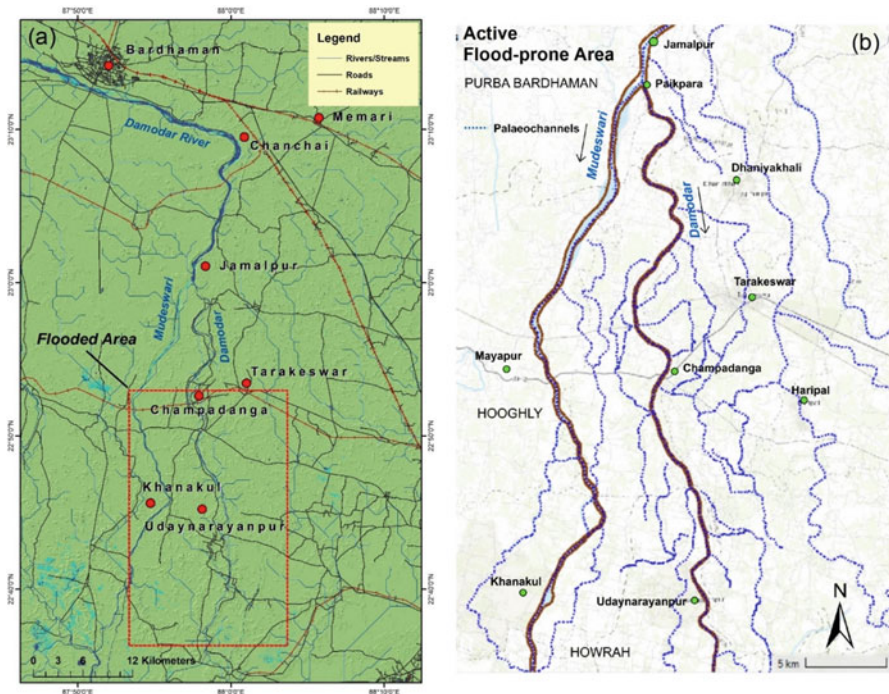 (a)
Bardhaman
Legend
Rivers/Streams
Roads
Railways
Memari
Damodar River
Chanchai
Jamalpur
Mudeswari
Damodar
Flooded Area
Tarakeswar
Champadanga
Khanakul
Udaynarayanpur
0 3 6 12 Kilometers
87°50'0"E
88°0'0"E
88°10'0"E
23°10'0"N
23°0'0"N
22°50'0"N
22°40'0"N
87°50'0"E
88°0'0"E
88°10'0"E
Active
Flood-prone Area
(b)
Jamalpur
PURBA BARDHAMAN
Paikpara
Palaeochannels
Mudeswari
Dhaniyakhali
Damodar
Tarakeswar
Mayapur
Champadanga
Haripal
HOOGHLY
Khanakul
Udaynarayanpur
HOWRAH
N
5 km